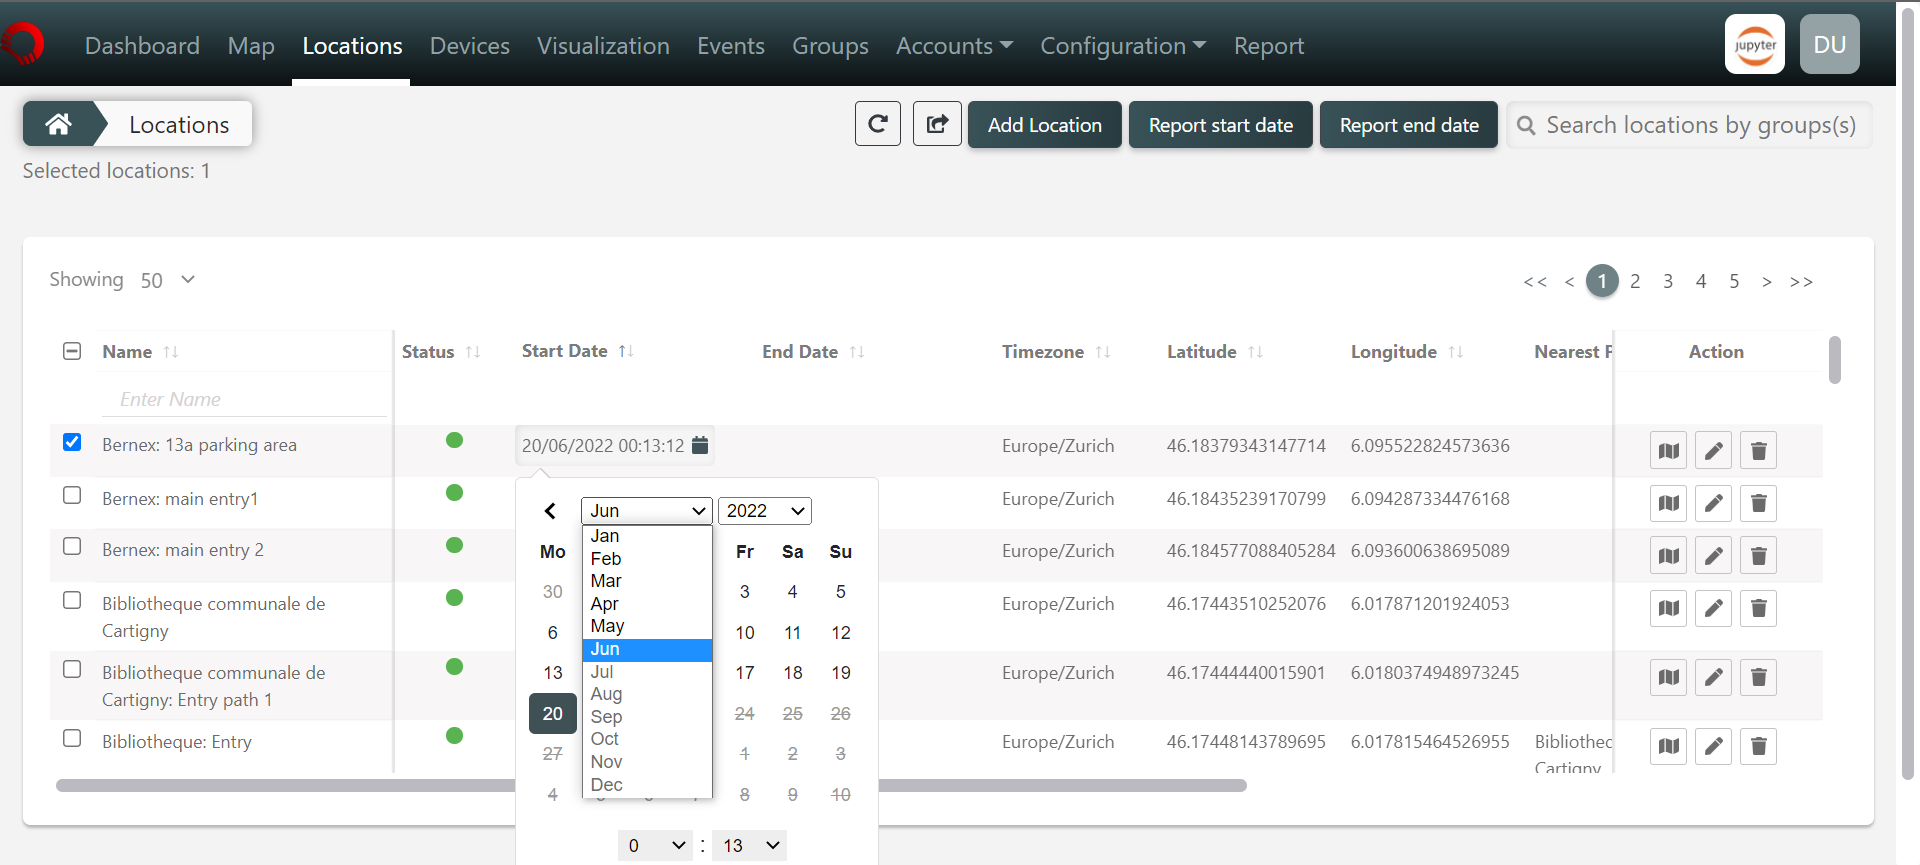 Dashboard Map Locations Devices Visualization Events Groups Accounts Configuration Report jupyter DU
Locations Add Location Report start date Report end date Search locations by groups(s)
Selected locations: 1
Showing 50 << < 1 2 3 4 5 > >>
Name Status Start Date End Date Timezone Latitude Longitude Nearest Action
Enter Name
Bernex: 13a parking area 20/06/2022 00:13:12 Europe/Zurich 46.18379343147714 6.095522824573636
Bernex: main entry1 Europe/Zurich 46.18435239170799 6.094287334476168
Bernex: main entry 2 Europe/Zurich 46.184577088405284 6.093600638695089
Bibliotheque communale de Europe/Zurich 46.17443510252076 6.017871201924053
Cartigny
Bibliotheque communale de Europe/Zurich 46.17444440015901 6.0180374948973245
Cartigny: Entry path 1
Bibliotheque: Entry Europe/Zurich 46.17448143789695 6.017815464526955 Bibliothec
Cartigny
Jun 2022
Jan
Feb
Mar
Apr
May
Jun
Jul
Aug
Sep
Oct
Nov
Dec
Mo Fr Sa Su
30 3 4 5
6 10 11 12
13 17 18 19
20 24 25 26
27 1 2 3
4 8 9 10
0 : 13